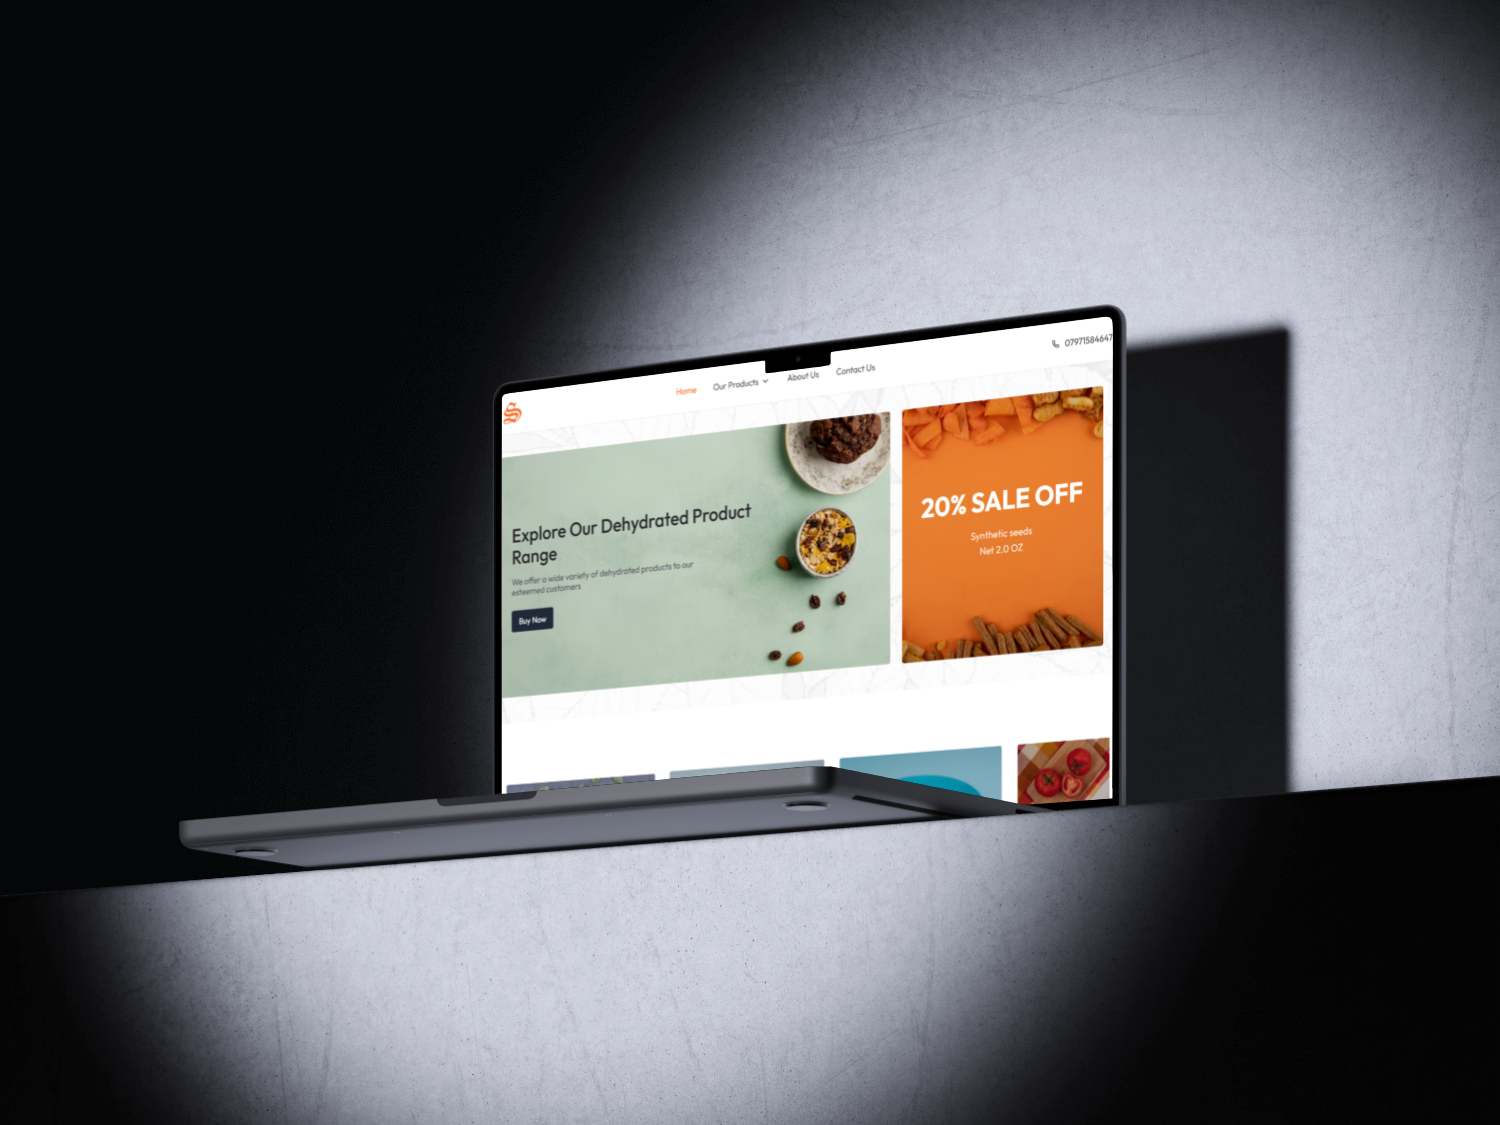 S
Home
Our Products
About Us
Contact Us
07971584647
Explore Our Dehydrated Product
Range
We offer a wide variety of dehydrated products to our
esteemed customers
Buy Now
20% SALE OFF
Synthetic seeds
Net 2.0 OZ